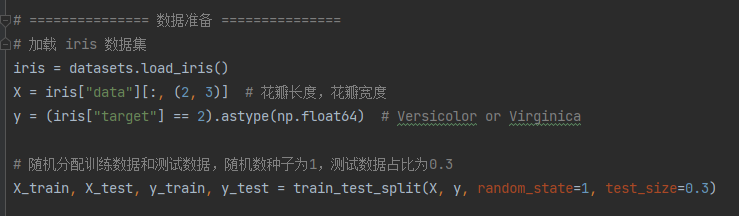 # =============== 数据准备 ===============
# 加载 iris 数据集
iris = datasets.load_iris()
X = iris["data"][:, (2, 3)]  # 花瓣长度，花瓣宽度
y = (iris["target"] == 2).astype(np.float64)  # Versicolor or Virginica
# 随机分配训练数据和测试数据，随机数种子为1，测试数据占比为0.3
X_train, X_test, y_train, y_test = train_test_split(X, y, random_state=1, test_size=0.3)